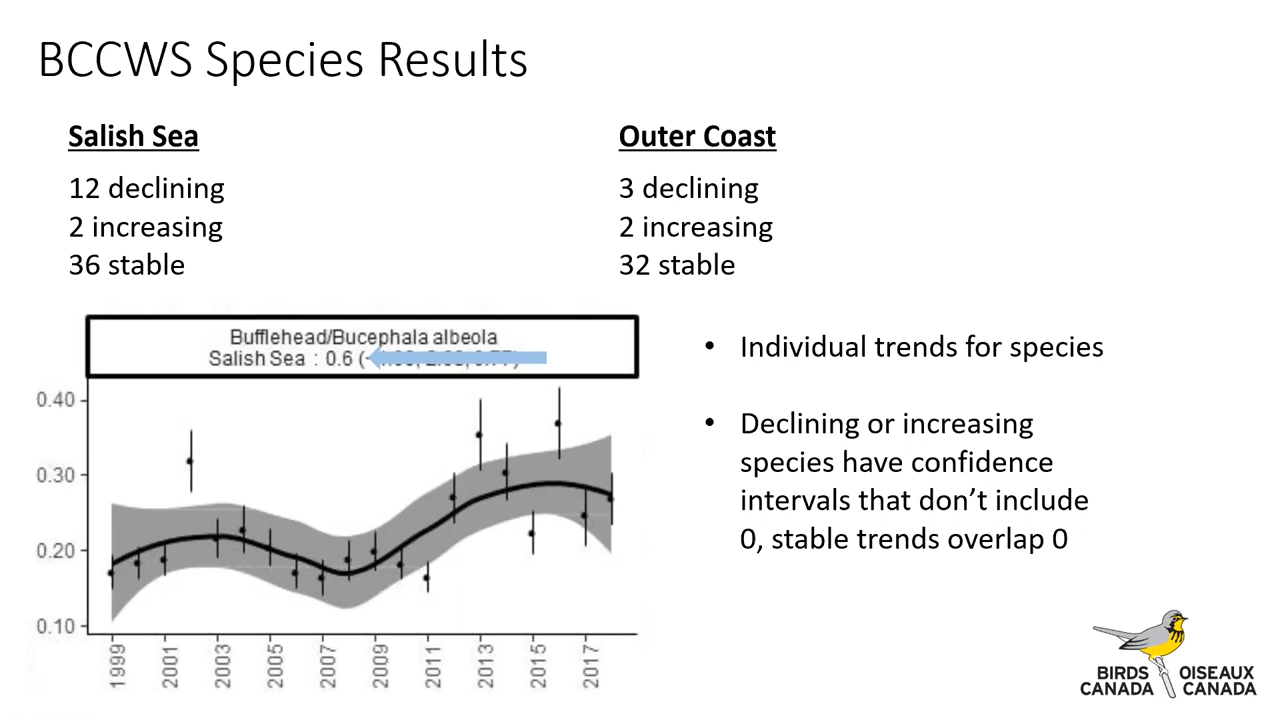 BCCWS Species Results
Salish Sea
12 declining
2 increasing
36 stable
Outer Coast
3 declining
2 increasing
32 stable
Bufflehead/Bucephala albeola
Salish Sea : 0.6 (
0.40
0.30
0.20
0.10
1999
2001
2003
2005
2007
2009
2011
2013
2015
2017
• Individual trends for species
• Declining or increasing
species have confidence
intervals that don’t include
0, stable trends overlap 0
BIRDS CANADA
OISEAUX CANADA